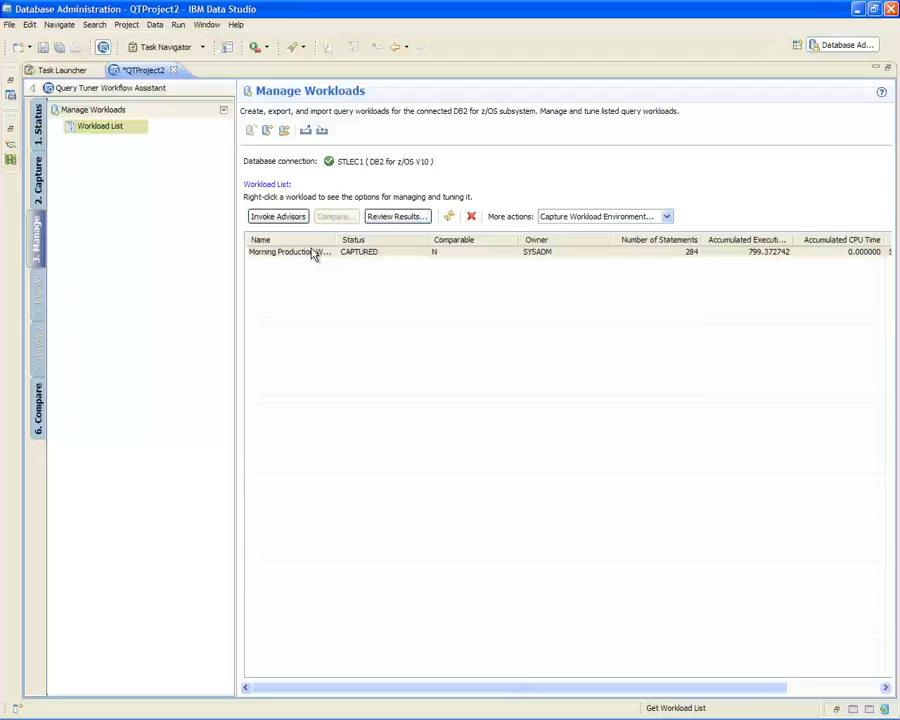 Database Administration - QTProject2 - IBM Data Studio
File Edit Navigate Search Project Data Run Window Help
Task Navigator
Database Ad...
Task Launcher
*QTProject2
Query Tuner Workflow Assistant
Manage Workloads
Workload List
1. Status
2. Capture
3. Manage
6. Compare
Manage Workloads
Create, export, and import query workloads for the connected DB2 for z/OS subsystem. Manage and tune listed query workloads.
Database connection: STLEC1 ( DB2 for z/OS V10 )
Workload List:
Right-click a workload to see the options for managing and tuning it.
Invoke Advisors Compare... Review Results... More actions: Capture Workload Environment...
Name Status Comparable Owner Number of Statements Accumulated Executi... Accumulated CPU Time
Morning Production W... CAPTURED N SYSADM 284 799.372742 0.000000 S
Get Workload List